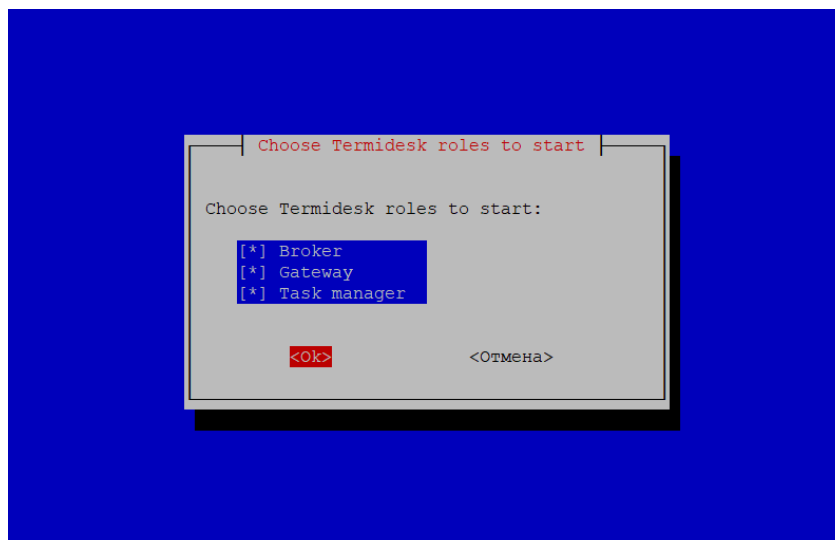 Choose Termidesk roles to start
Choose Termidesk roles to start:
[*] Broker
[*] Gateway
[*] Task manager
<Ok> <Отмена>